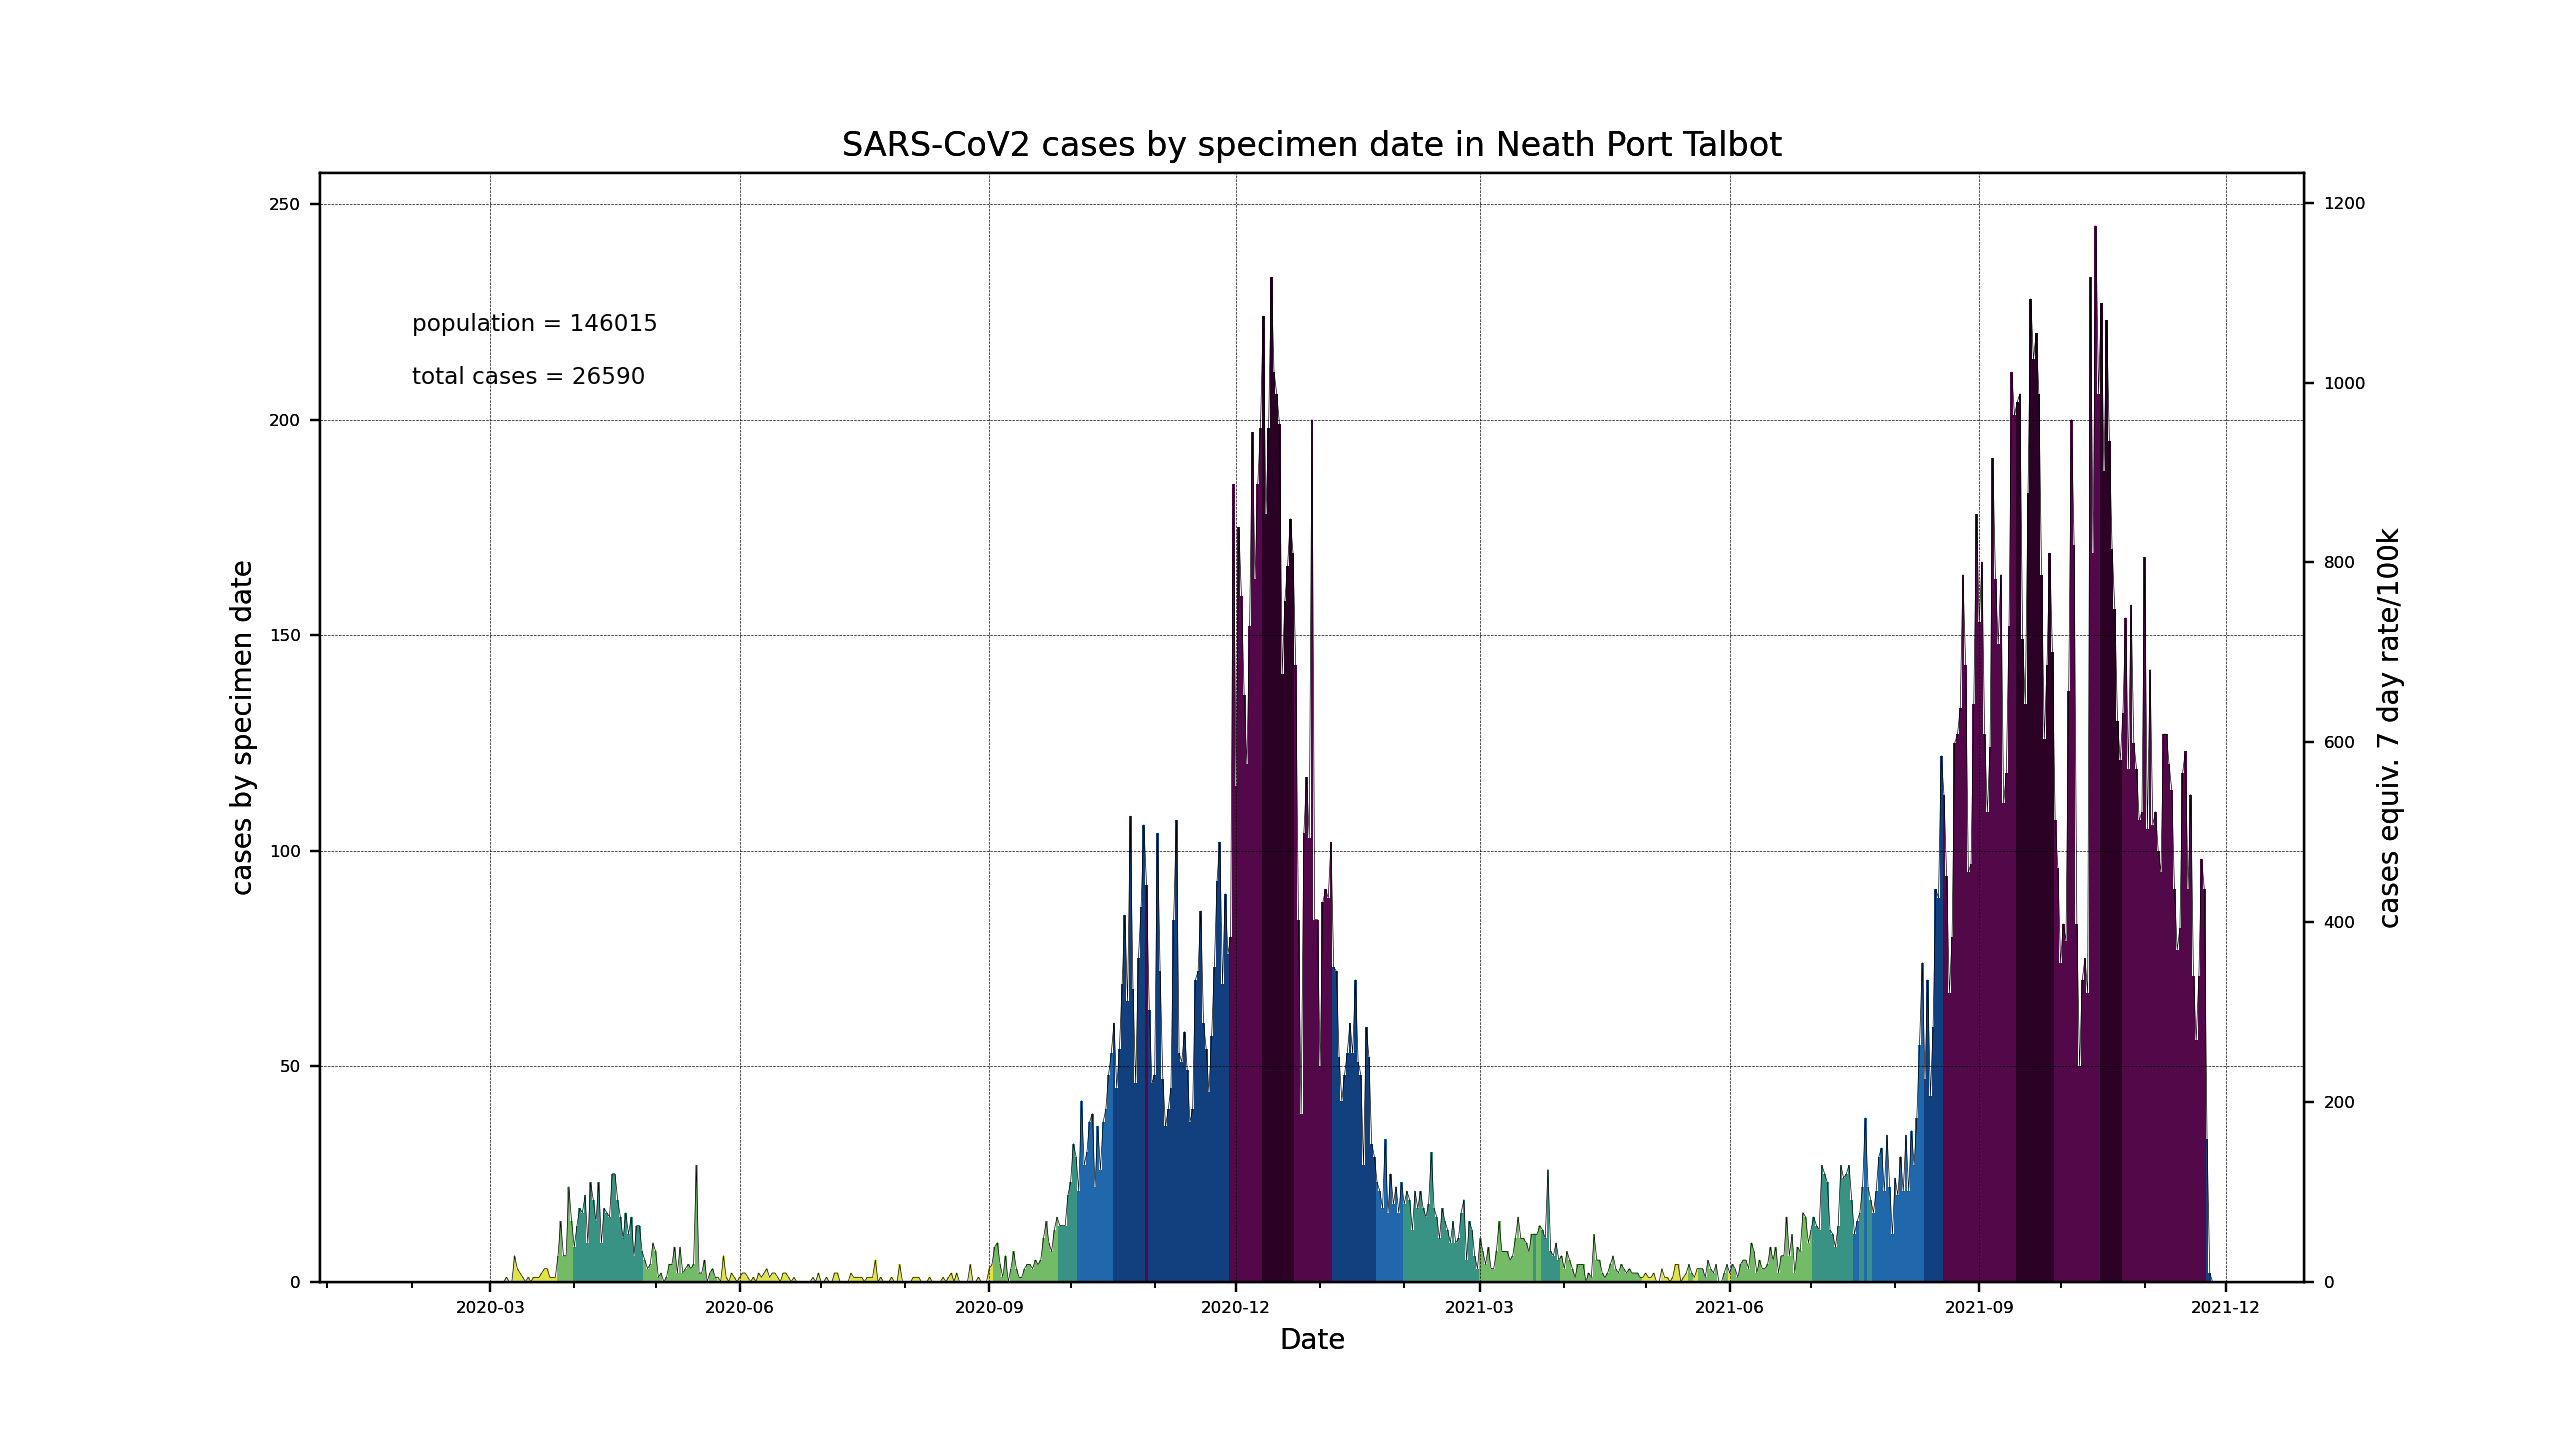 SARS-CoV2 cases by specimen date in Neath Port Talbot
250
200
150
100
50
0
cases by specimen date
population = 146015
total cases = 26590
1200
1000
800
600
400
200
0
cases equiv. 7 day rate/100k
2020-03 2020-06 2020-09 2020-12 2021-03 2021-06 2021-09 2021-12
Date